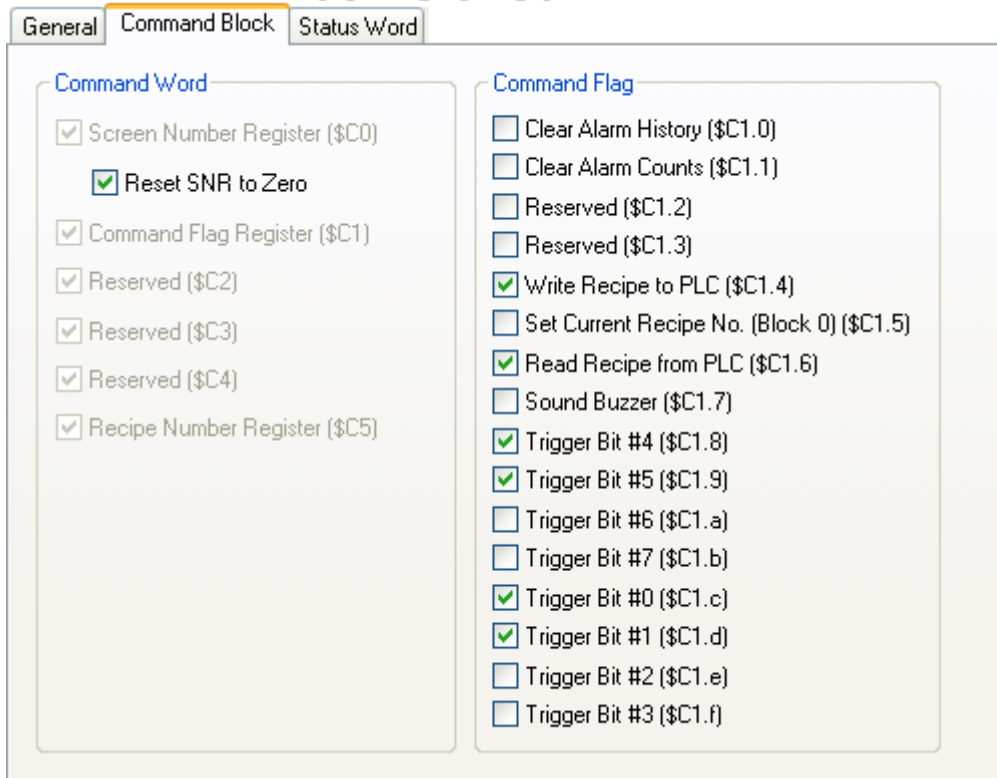 General Command Block Status Word
Command Word
Screen Number Register ($C0)
Reset SNR to Zero
Command Flag Register ($C1)
Reserved ($C2)
Reserved ($C3)
Reserved ($C4)
Recipe Number Register ($C5)
Command Flag
Clear Alarm History ($C1.0)
Clear Alarm Counts ($C1.1)
Reserved ($C1.2)
Reserved ($C1.3)
Write Recipe to PLC ($C1.4)
Set Current Recipe No. (Block 0) ($C1.5)
Read Recipe from PLC ($C1.6)
Sound Buzzer ($C1.7)
Trigger Bit #4 ($C1.8)
Trigger Bit #5 ($C1.9)
Trigger Bit #6 ($C1.a)
Trigger Bit #7 ($C1.b)
Trigger Bit #0 ($C1.c)
Trigger Bit #1 ($C1.d)
Trigger Bit #2 ($C1.e)
Trigger Bit #3 ($C1.f)